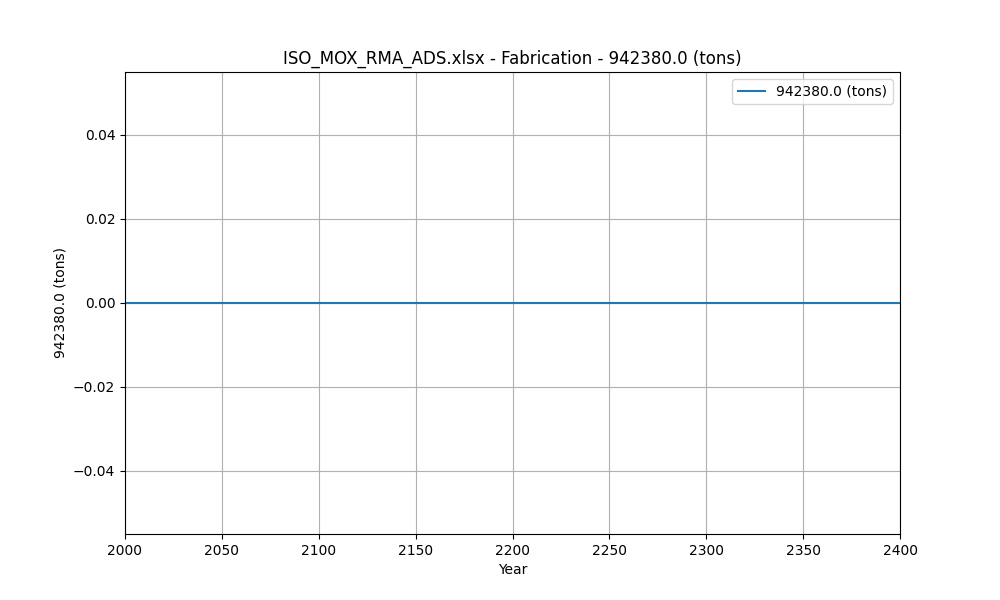 ISO_MOX_RMA_ADS.xlsx - Fabrication - 942380.0 (tons)
942380.0 (tons)
0.04
0.02
0.00
−0.02
−0.04
942380.0 (tons)
2000 2050 2100 2150 2200 2250 2300 2350 2400
Year